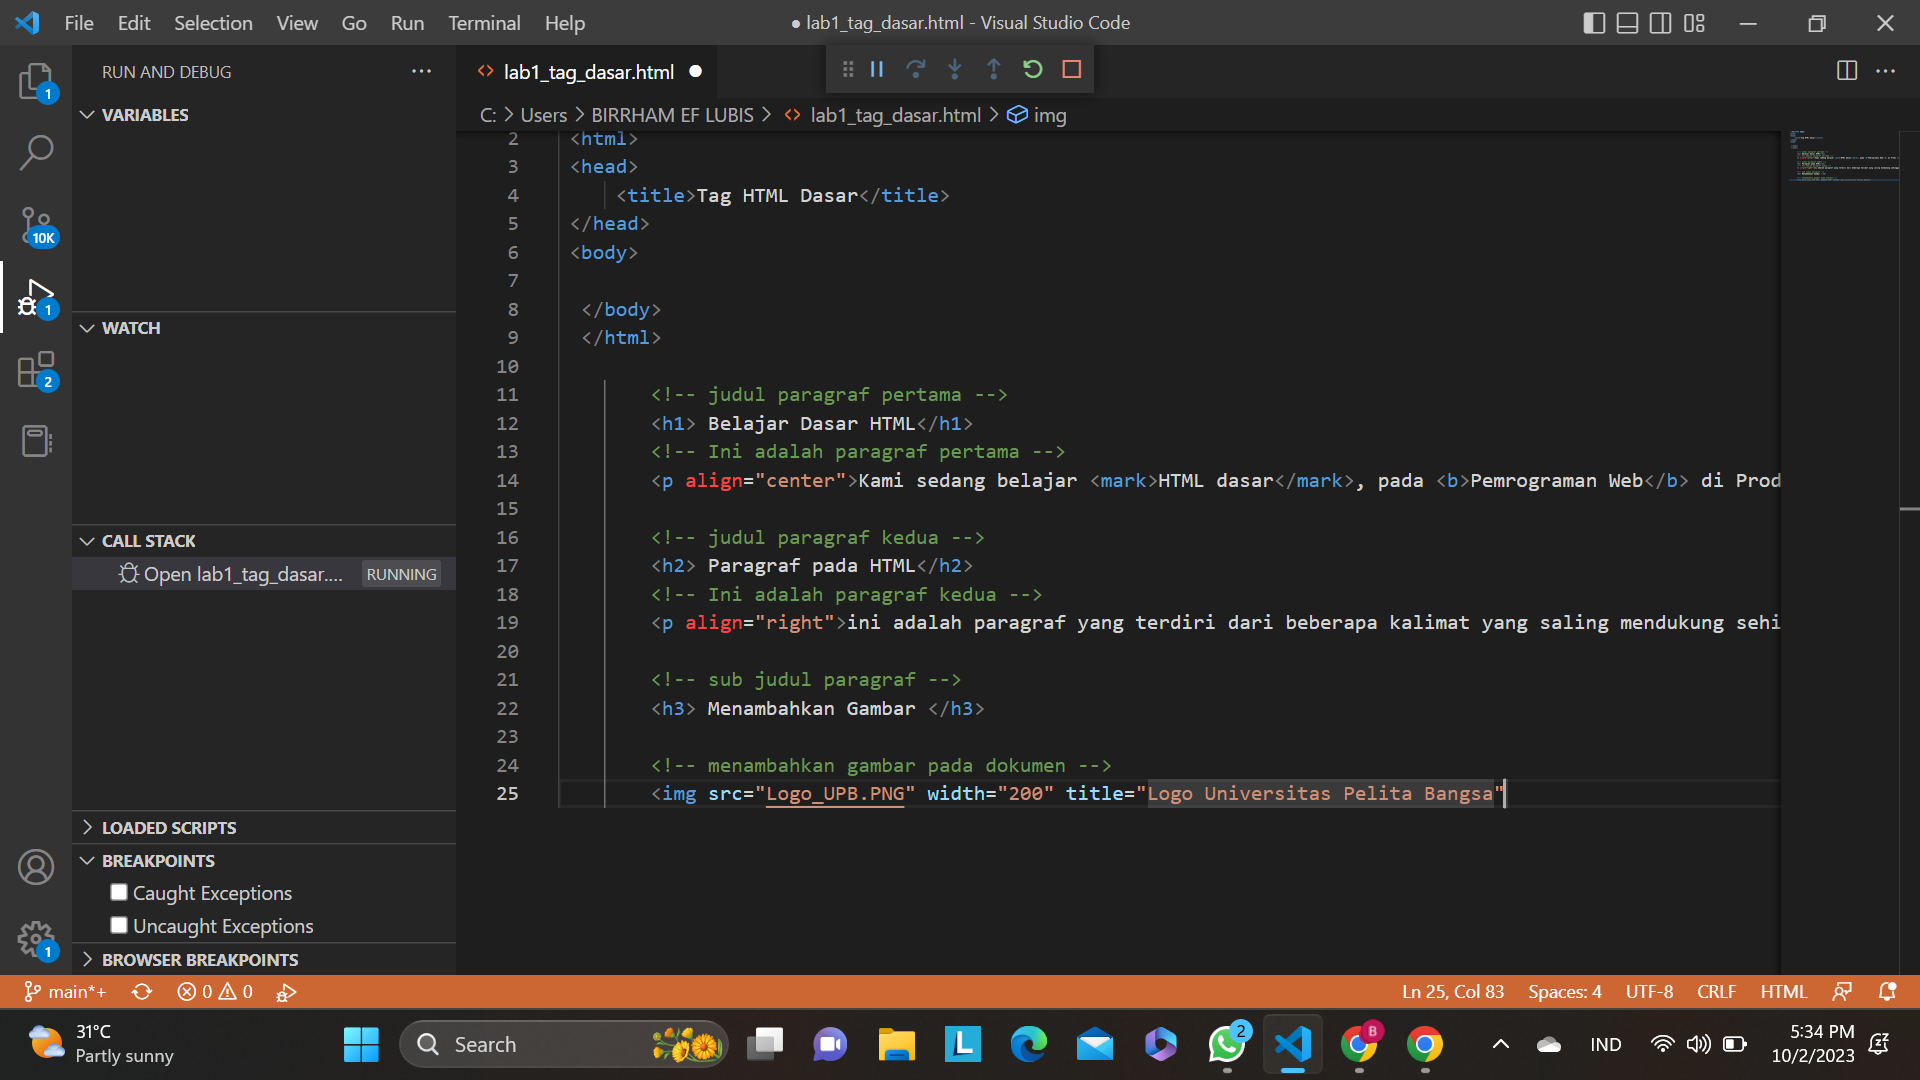 File Edit Selection View Go Run Terminal Help
● lab1_tag_dasar.html - Visual Studio Code
RUN AND DEBUG
lab1_tag_dasar.html
C: > Users > BIRRHAM EF LUBIS > lab1_tag_dasar.html > img
VARIABLES
WATCH
CALL STACK
Open lab1_tag_dasar.... RUNNING
LOADED SCRIPTS
BREAKPOINTS
Caught Exceptions
Uncaught Exceptions
BROWSER BREAKPOINTS
1
10K
1
2
1
2 <html>
3 <head>
4 <title>Tag HTML Dasar</title>
5 </head>
6 <body>
7
8 </body>
9 </html>
10
11 <!-- judul paragraf pertama -->
12 <h1> Belajar Dasar HTML</h1>
13 <!-- Ini adalah paragraf pertama -->
14 <p align="center">Kami sedang belajar <mark>HTML dasar</mark>, pada <b>Pemrograman Web</b> di Prod
15
16 <!-- judul paragraf kedua -->
17 <h2> Paragraf pada HTML</h2>
18 <!-- Ini adalah paragraf kedua -->
19 <p align="right">ini adalah paragraf yang terdiri dari beberapa kalimat yang saling mendukung sehi
20
21 <!-- sub judul paragraf -->
22 <h3> Menambahkan Gambar </h3>
23
24 <!-- menambahkan gambar pada dokumen -->
25 <img src="Logo_UPB.PNG" width="200" title="Logo Universitas Pelita Bangsa"
main*+ 0 0 Ln 25, Col 83 Spaces: 4 UTF-8 CRLF HTML
31°C
Partly sunny
Search
L
2
B
IND
5:34 PM
10/2/2023